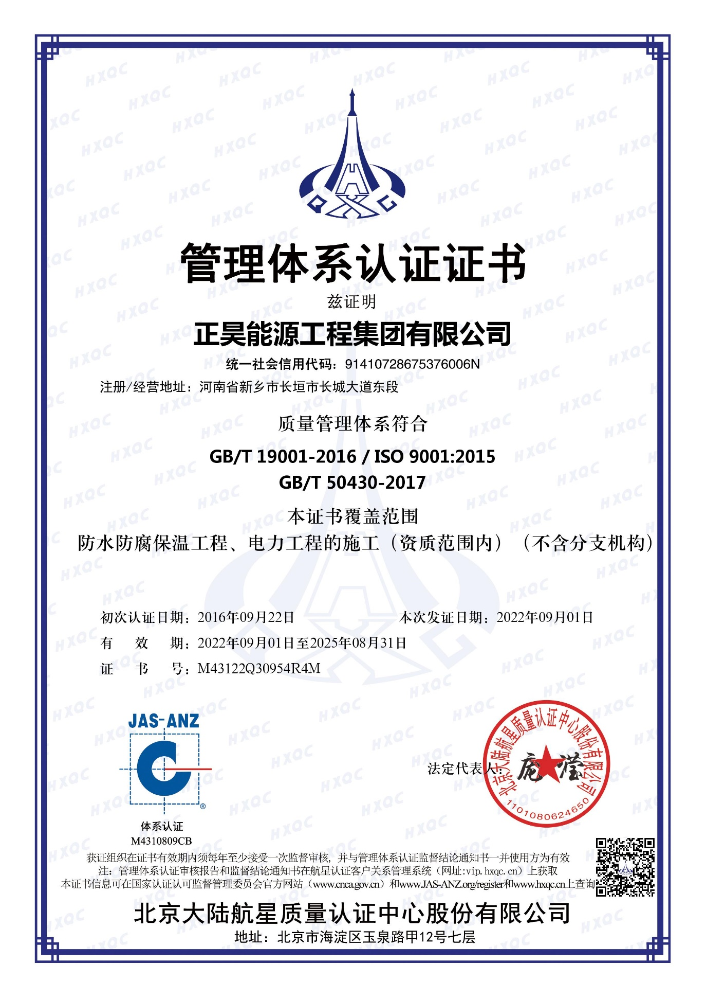 管理体系认证证书
兹证明
正昊能源工程集团有限公司
统一社会信用代码：91410728675376006N
注册/经营地址：河南省新乡市长垣市长城大道东段
质量管理体系符合
GB/T 19001-2016 / ISO 9001:2015
GB/T 50430-2017
本证书覆盖范围
防水防腐保温工程、电力工程的施工（资质范围内）（不含分支机构）
初次认证日期：2016年09月22日 本次发证日期：2022年09月01日
有效期：2022年09月01日至2025年08月31日
证书号：M43122Q30954R4M
JAS-ANZ
®
体系认证
M4310809CB
法定代表人：庞滢
北京大陆航星质量认证中心股份有限公司
1101080624650
获证组织在证书有效期内须每年至少接受一次监督审核，并与管理体系认证监督结论通知书一并使用方为有效
注：管理体系认证审核报告和监督结论通知书在航星认证客户关系管理系统（网址:vip.hxqc.cn）上获取
本证书信息可在国家认证认可监督管理委员会官方网站（www.cnca.gov.cn）和www.JAS-ANZ.org/register和www.hxqc.cn上查询
北京大陆航星质量认证中心股份有限公司
地址：北京市海淀区玉泉路甲12号七层
HXQC